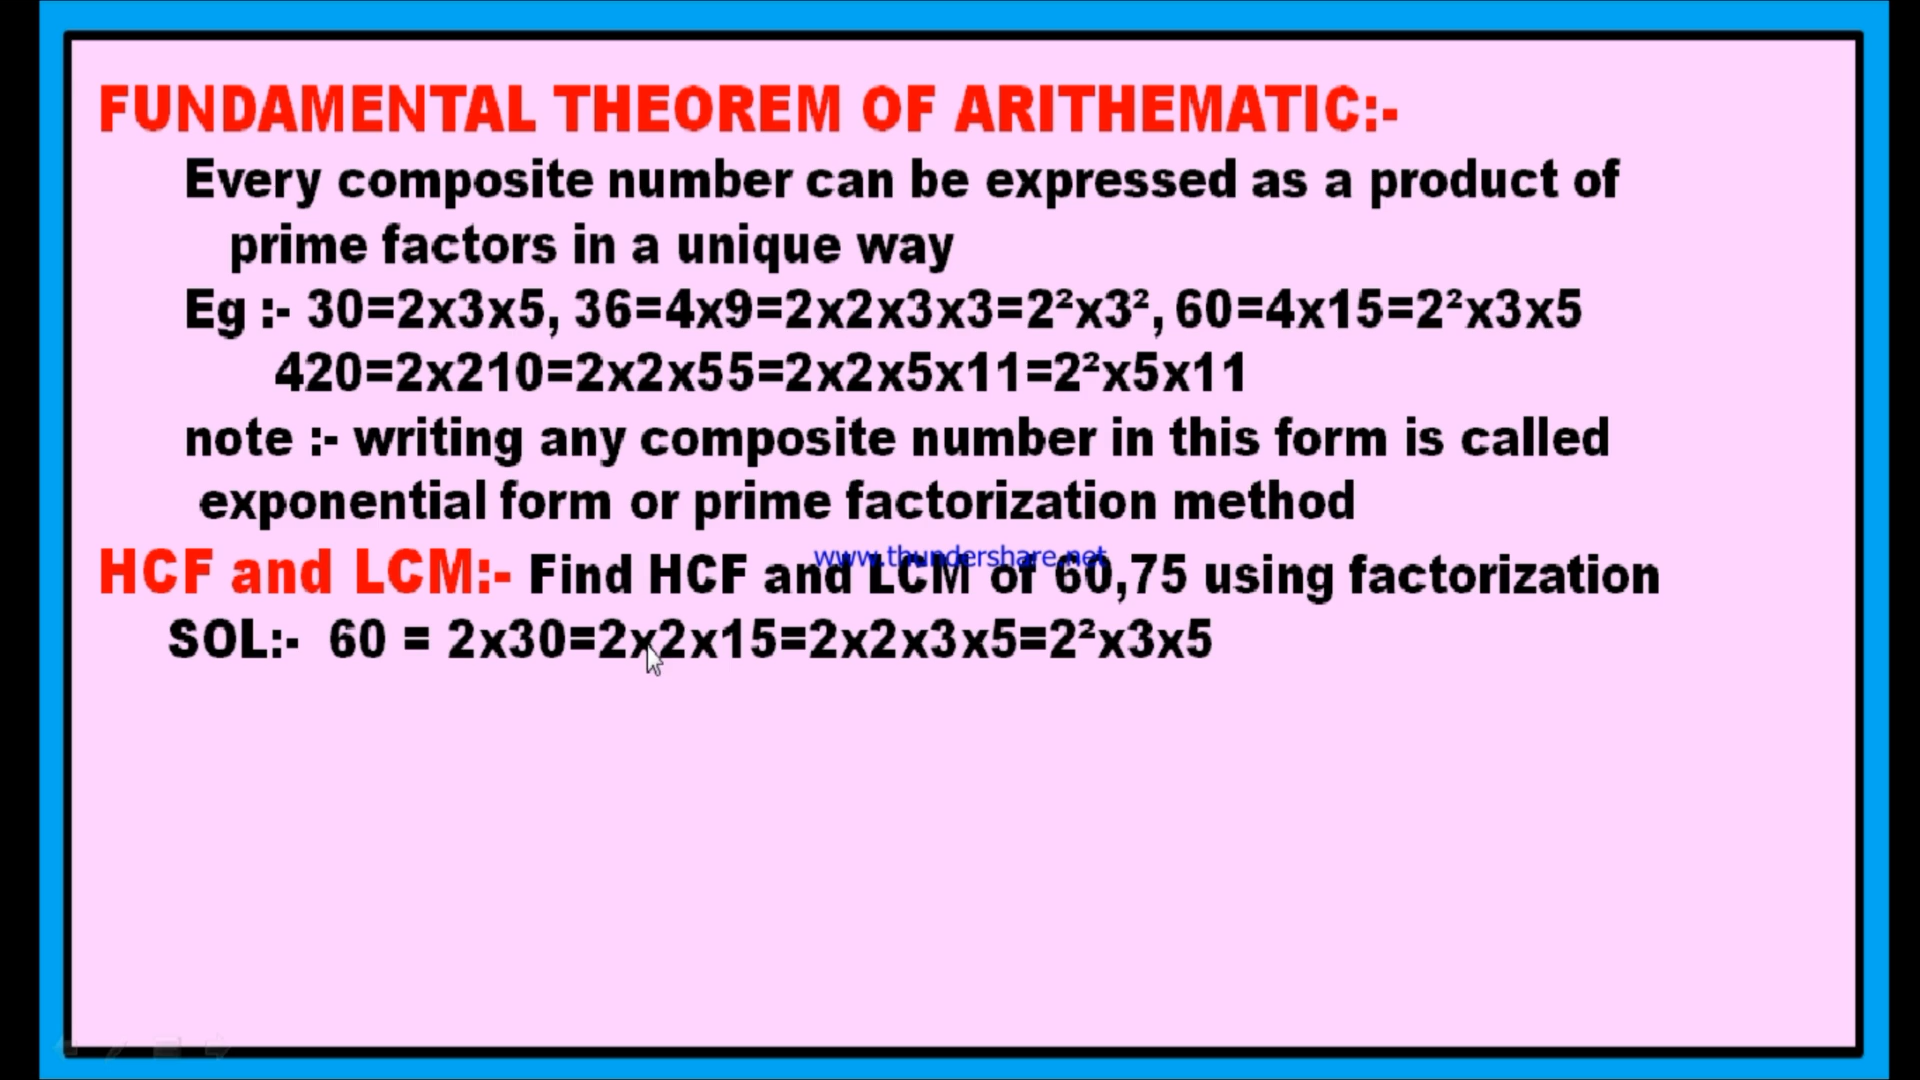 FUNDAMENTAL THEOREM OF ARITHEMATIC:-
Every composite number can be expressed as a product of
prime factors in a unique way
Eg :- 30=2x3x5, 36=4x9=2x2x3x3=2²x3², 60=4x15=2²x3x5
420=2x210=2x2x55=2x2x5x11=2²x5x11
note :- writing any composite number in this form is called
exponential form or prime factorization method
www.thundershare.net
HCF and LCM:- Find HCF and LCM of 60,75 using factorization
SOL:- 60 = 2x30=2x2x15=2x2x3x5=2²x3x5